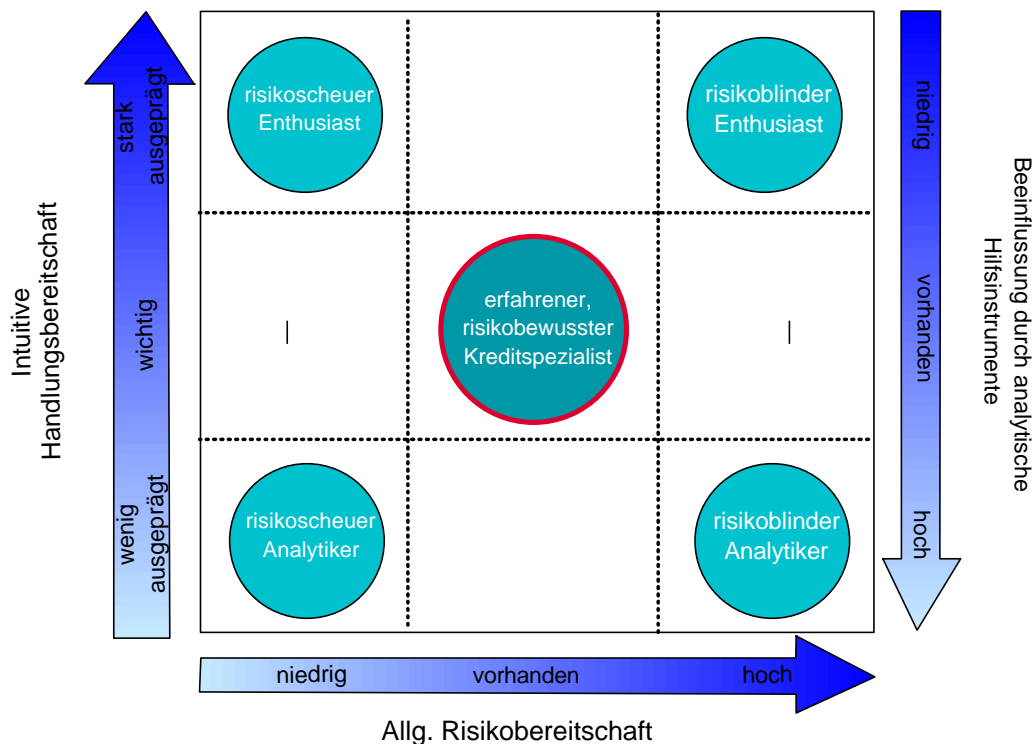 stark
ausgeprägt
wichtig
wenig
ausgeprägt
Intuitive
Handlungsbereitschaft
risikoscheuer
Enthusiast
risikoblinder
Enthusiast
erfahrener,
risikobewusster
Kreditspezialist
risikoscheuer
Analytiker
risikoblinder
Analytiker
niedrig
vorhanden
hoch
Beeinflussung durch analytische
Hilfsinstrumente
niedrig vorhanden hoch
Allg. Risikobereitschaft